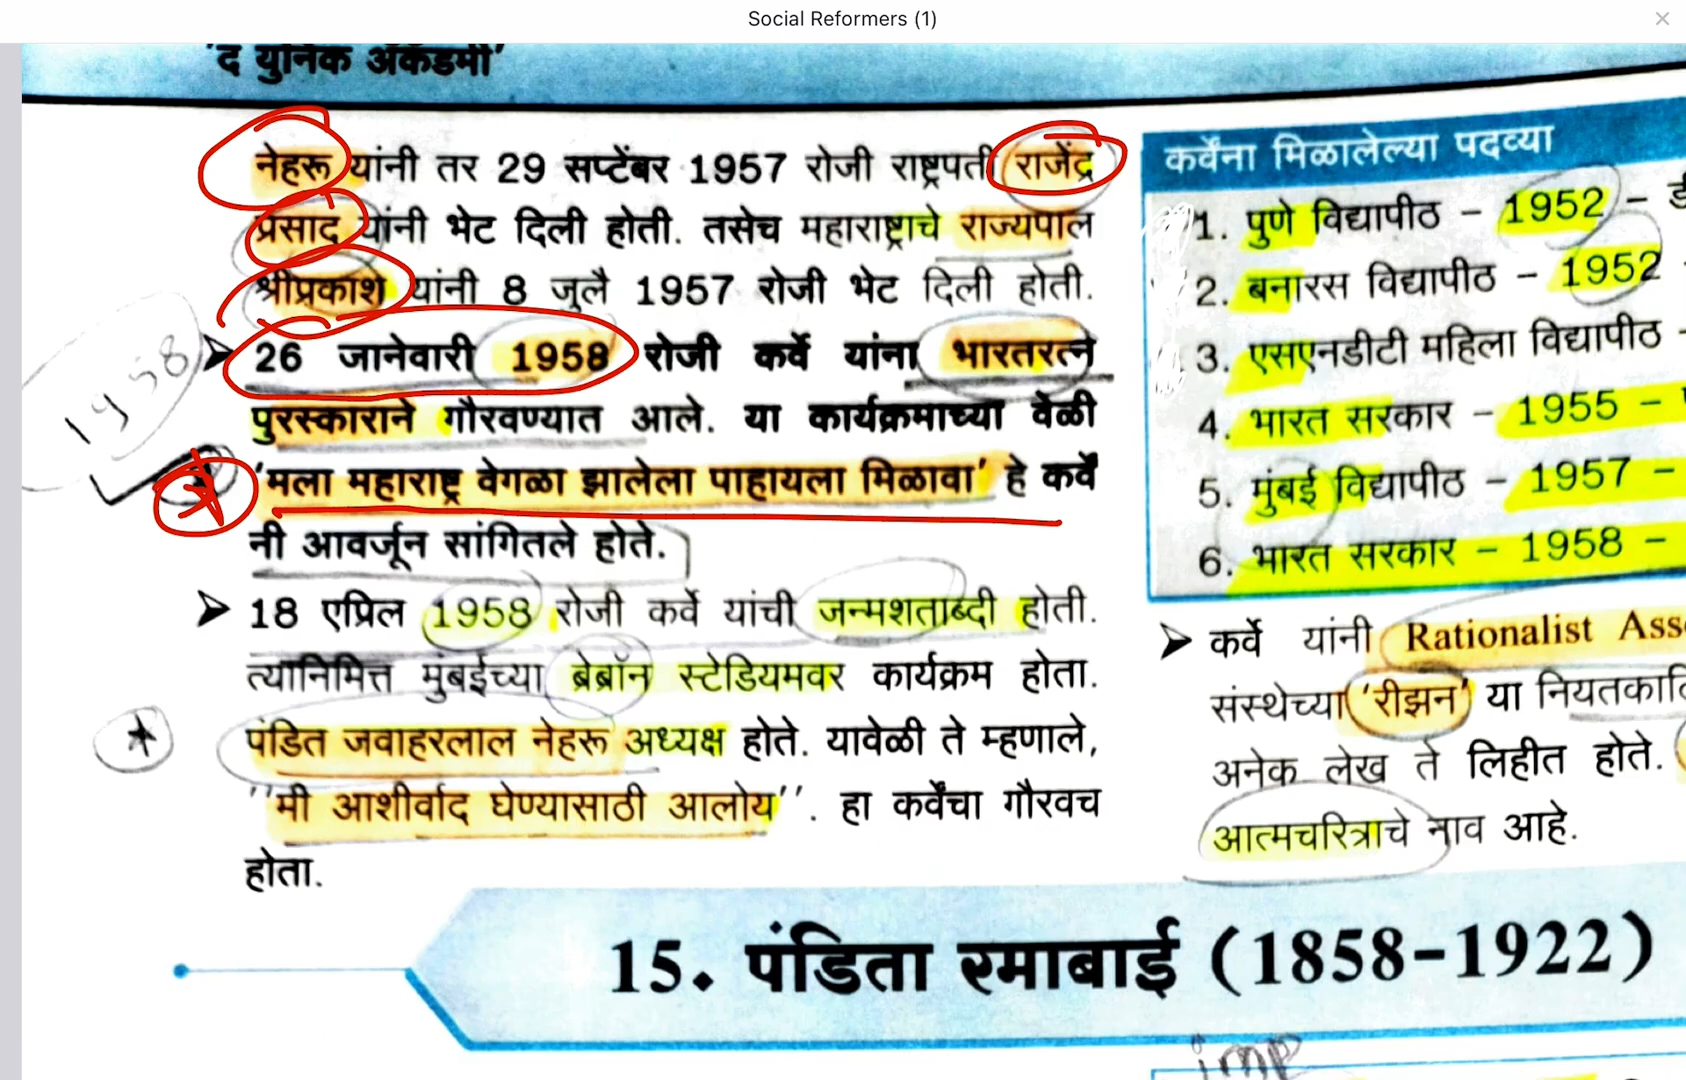 Social Reformers (1)
'द युनिक अॅकॅडमी'
नेहरू यांनी तर 29 सप्टेंबर 1957 रोजी राष्ट्रपती राजेंद्र
प्रसाद यांनी भेट दिली होती. तसेच महाराष्ट्राचे राज्यपाल
श्रीप्रकाश यांनी 8 जुलै 1957 रोजी भेट दिली होती.
➤ 26 जानेवारी 1958 रोजी कर्वे यांना भारतरत्न
पुरस्काराने गौरवण्यात आले. या कार्यक्रमाच्या वेळी
'मला महाराष्ट्र वेगळा झालेला पाहायला मिळावा' हे कर्वे
नी आवर्जून सांगितले होते.
1958
➤ 18 एप्रिल 1958 रोजी कर्वे यांची जन्मशताब्दी होती.
त्यानिमित्त मुंबईच्या ब्रेबॉन स्टेडियमवर कार्यक्रम होता.
पंडित जवाहरलाल नेहरू अध्यक्ष होते. यावेळी ते म्हणाले,
''मी आशीर्वाद घेण्यासाठी आलोय''. हा कर्वेंचा गौरवच
होता.
कर्वेंना मिळालेल्या पदव्या
1. पुणे विद्यापीठ – 1952 –
2. बनारस विद्यापीठ – 1952 -
3. एसएनडीटी महिला विद्यापीठ -
4. भारत सरकार – 1955 –
5. मुंबई विद्यापीठ – 1957 –
6. भारत सरकार – 1958 –
➤ कर्वे यांनी Rationalist Ass
संस्थेच्या 'रीझन' या
अनेक लेख ते लिहीत होते.
आत्मचरित्राचे नाव आहे.
15. पंडिता रमाबाई (1858-1922)
imp